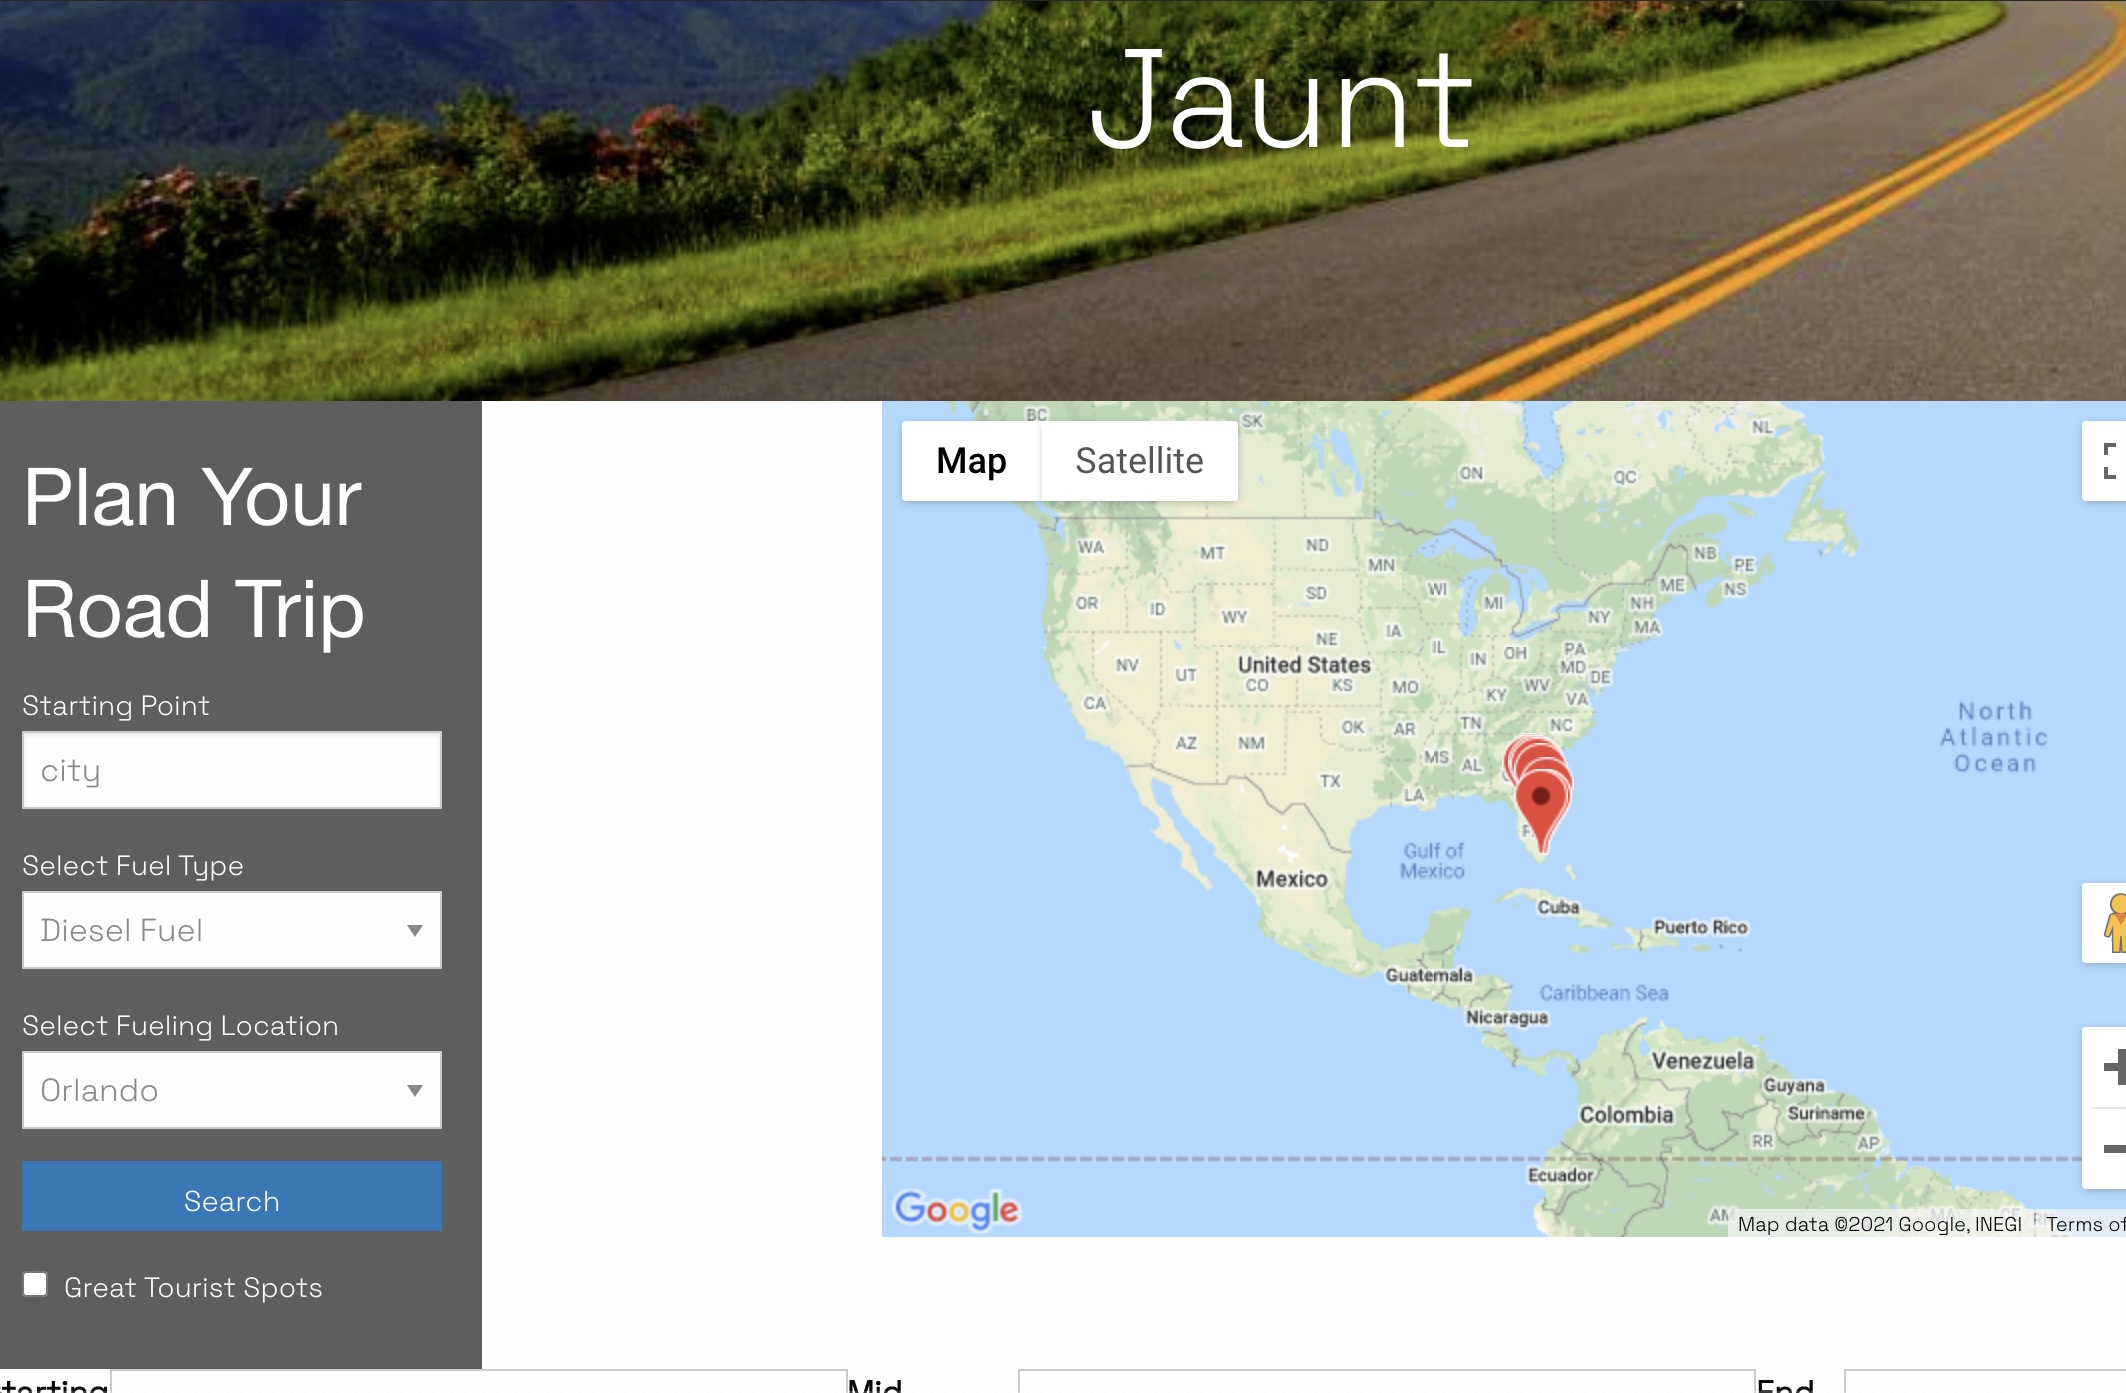 Jaunt
Plan Your
Road Trip
Starting Point
city
Select Fuel Type
Diesel Fuel
Select Fueling Location
Orlando
Search
Great Tourist Spots
Map
Satellite
BC
SK
NL
ON
QC
WA
MT
ND
MN
NB
PE
OR
ID
SD
WI
MI
ME
NS
WY
NH
NY
MA
NE
IA
IL
IN
OH
PA
NV
UT
United States
MD
DE
CO
KS
MO
KY
WV
VA
CA
OK
AR
TN
NC
AZ
NM
MS
AL
TX
LA
North
Atlantic
Ocean
Gulf of
Mexico
Mexico
Cuba
Puerto Rico
Guatemala
Caribbean Sea
Nicaragua
Venezuela
Guyana
Colombia
Suriname
RR
AP
Ecuador
AM
Google
Map data ©2021 Google, INEGI
Terms of
tarting
Mid
End